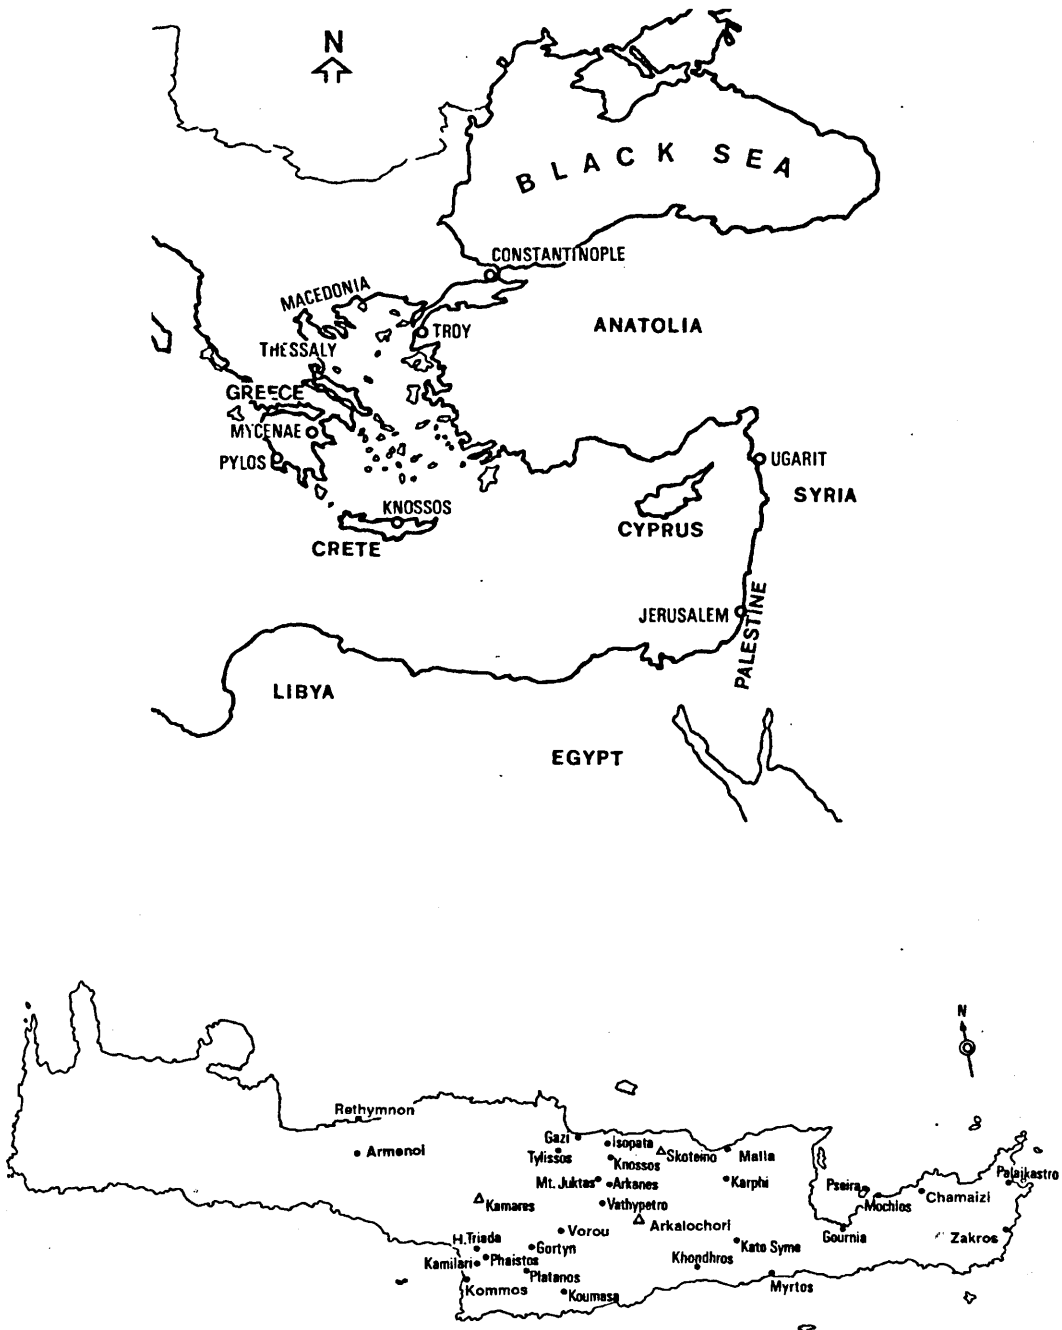 N
BLACK SEA
CONSTANTINOPLE
MACEDONIA
ANATOLIA
TROY
THESSALY
GREECE
MYCENAE
PYLOS
UGARIT
SYRIA
KNOSSOS
CYPRUS
CRETE
JERUSALEM
PALESTINE
LIBYA
EGYPT
N
Rethymnon
Armenoi
Gazi
Isopata
Tylissos
Knossos
Skoteino
Malia
Mt. Juktas
Arkanes
Karphi
Palaikastro
Pseira
Mochlos
Chamaizi
Kamares
Vathypetro
Arkalochori
Vorou
Gournia
Zakros
H.Triada
Gortyn
Kato Syme
Kamilari
Phaistos
Khondhros
Platanos
Kommos
Koumasa
Myrtos